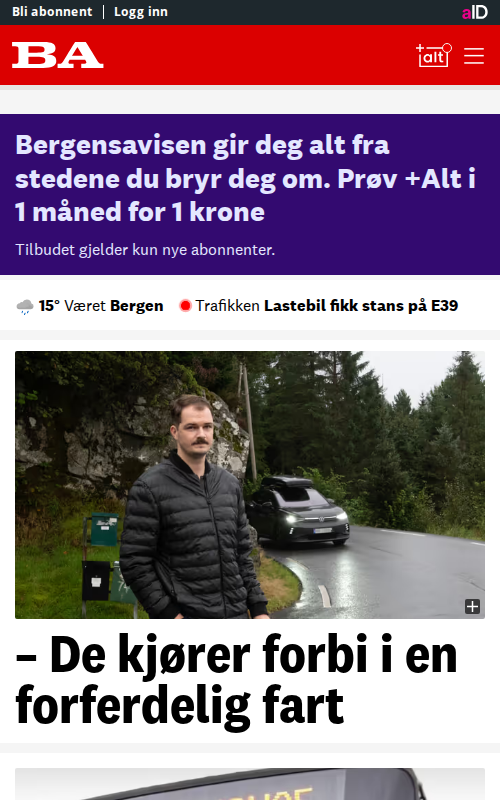 Bli abonnent
Logg inn
aID
BA
+alt
Bergensavisen gir deg alt fra
stedene du bryr deg om. Prøv +Alt i
1 måned for 1 krone
Tilbudet gjelder kun nye abonnenter.
15° Været Bergen
Trafikken Lastebil fikk stans på E39
– De kjører forbi i en
forferdelig fart